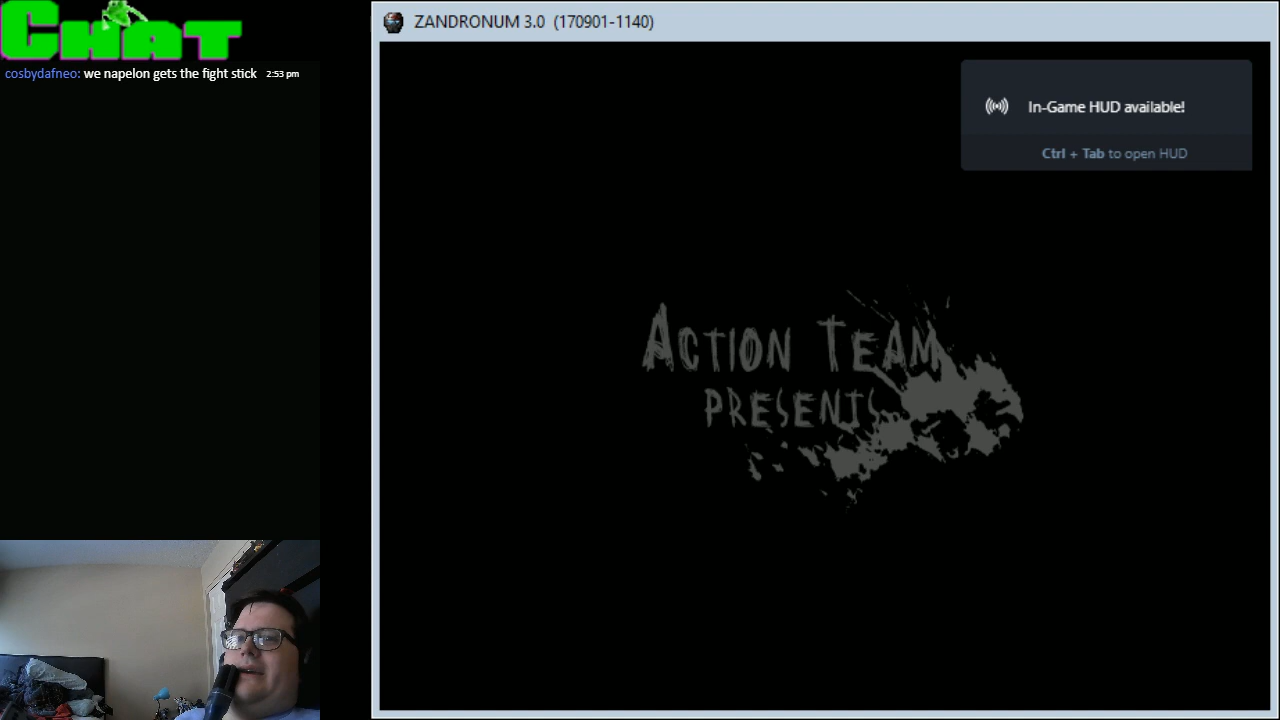 CHAT
cosbydafneo: we napelon gets the fight stick 2:53 pm
ZANDRONUM 3.0 (170901-1140)
In-Game HUD available!
Ctrl + Tab to open HUD
ACTION TEAM
PRESENTS